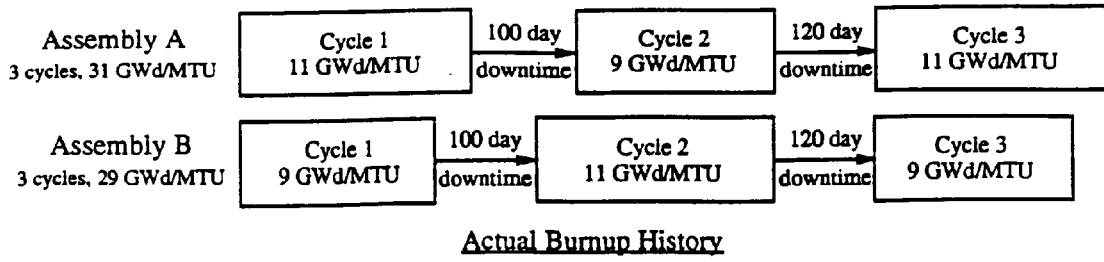 Assembly A
3 cycles, 31 GWd/MTU
Cycle 1
11 GWd/MTU
100 day
downtime
Cycle 2
9 GWd/MTU
120 day
downtime
Cycle 3
11 GWd/MTU
Assembly B
3 cycles, 29 GWd/MTU
Cycle 1
9 GWd/MTU
100 day
downtime
Cycle 2
11 GWd/MTU
120 day
downtime
Cycle 3
9 GWd/MTU
Actual Burnup History